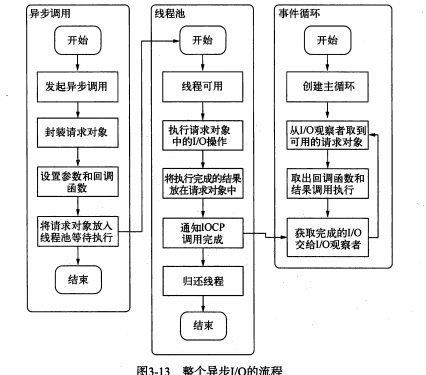 异步调用
开始
发起异步调用
封装请求对象
设置参数和回调
函数
将请求对象放入
线程池等待执行
结束
线程池
开始
线程可用
执行请求对象
中的I/O操作
将执行完成的结果
放在请求对象中
通知IOCP
调用完成
归还线程
结束
事件循环
开始
创建主循环
从I/O观察者取到
可用的请求对象
取出回调函数和
结果调用执行
获取完成的I/O
交给I/O观察者
图3-13 整个异步I/O的流程